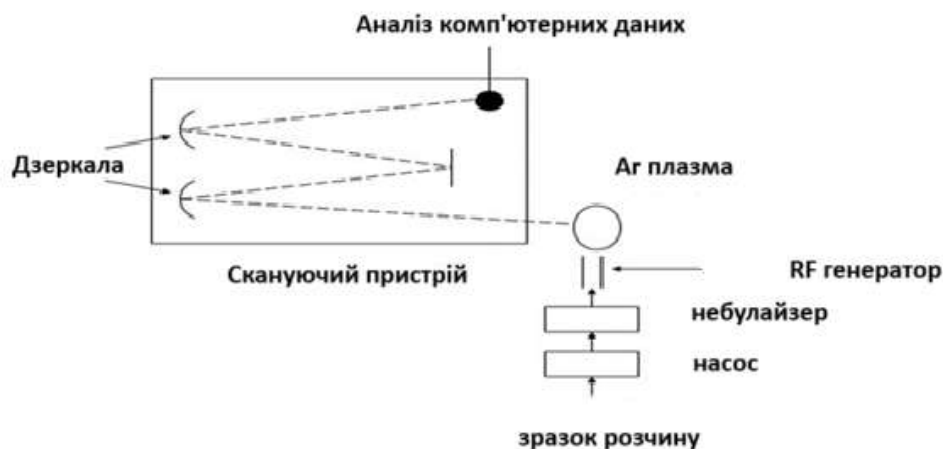 Аналіз комп'ютерних даних
Дзеркала
Ar плазма
Скануючий пристрій
RF генератор
небулайзер
насос
зразок розчину